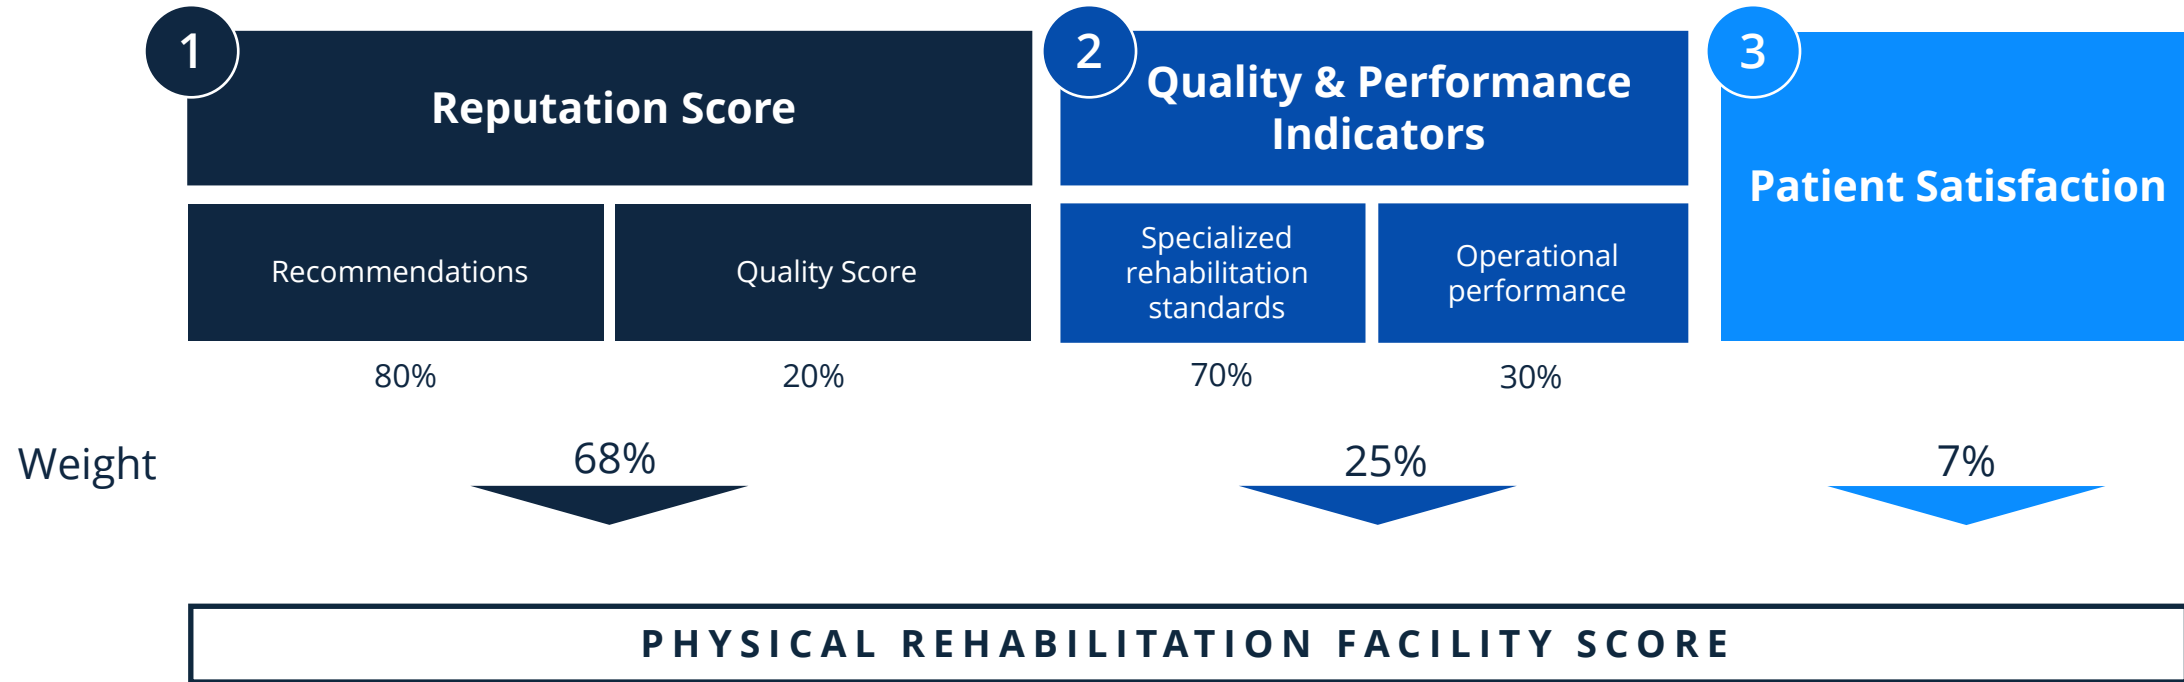 1
Reputation Score
2
Quality & Performance
Indicators
3
Patient Satisfaction
Recommendations
Quality Score
Specialized
rehabilitation
standards
Operational
performance
80%
20%
70%
30%
Weight
68%
25%
7%
PHYSICAL REHABILITATION FACILITY SCORE